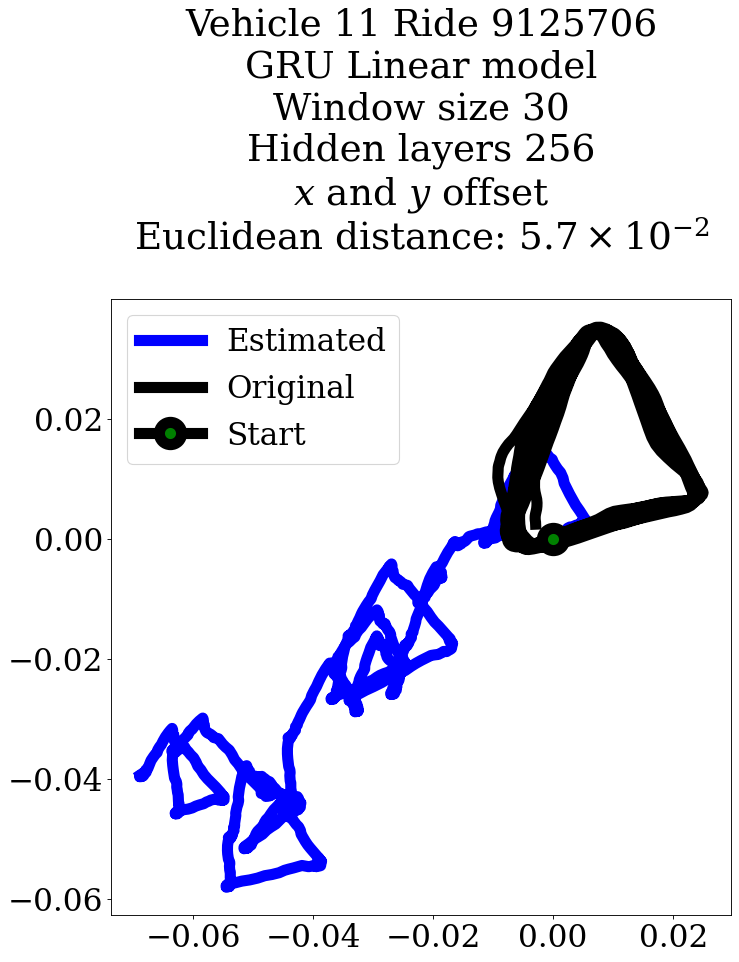 Vehicle 11 Ride 9125706
GRU Linear model
Window size 30
Hidden layers 256
x and y offset
Euclidean distance: 5.7 × 10⁻²
Estimated
Original
Start
0.02
0.00
−0.02
−0.04
−0.06
−0.06 −0.04 −0.02 0.00 0.02